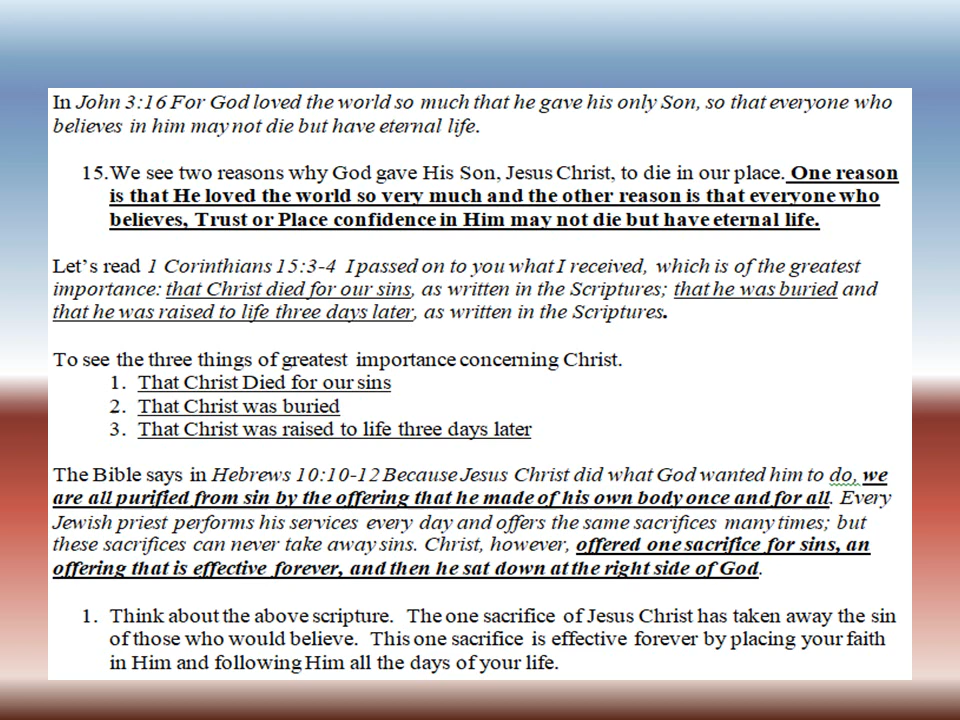 In John 3:16 For God loved the world so much that he gave his only Son, so that everyone who
believes in him may not die but have eternal life.
15. We see two reasons why God gave His Son, Jesus Christ, to die in our place. One reason
is that He loved the world so very much and the other reason is that everyone who
believes, Trust or Place confidence in Him may not die but have eternal life.
Let's read 1 Corinthians 15:3-4 I passed on to you what I received, which is of the greatest
importance: that Christ died for our sins, as written in the Scriptures; that he was buried and
that he was raised to life three days later, as written in the Scriptures.
To see the three things of greatest importance concerning Christ.
1. That Christ Died for our sins
2. That Christ was buried
3. That Christ was raised to life three days later
The Bible says in Hebrews 10:10-12 Because Jesus Christ did what God wanted him to do, we
are all purified from sin by the offering that he made of his own body once and for all. Every
Jewish priest performs his services every day and offers the same sacrifices many times; but
these sacrifices can never take away sins. Christ, however, offered one sacrifice for sins, an
offering that is effective forever, and then he sat down at the right side of God.
1. Think about the above scripture. The one sacrifice of Jesus Christ has taken away the sin
of those who would believe. This one sacrifice is effective forever by placing your faith
in Him and following Him all the days of your life.